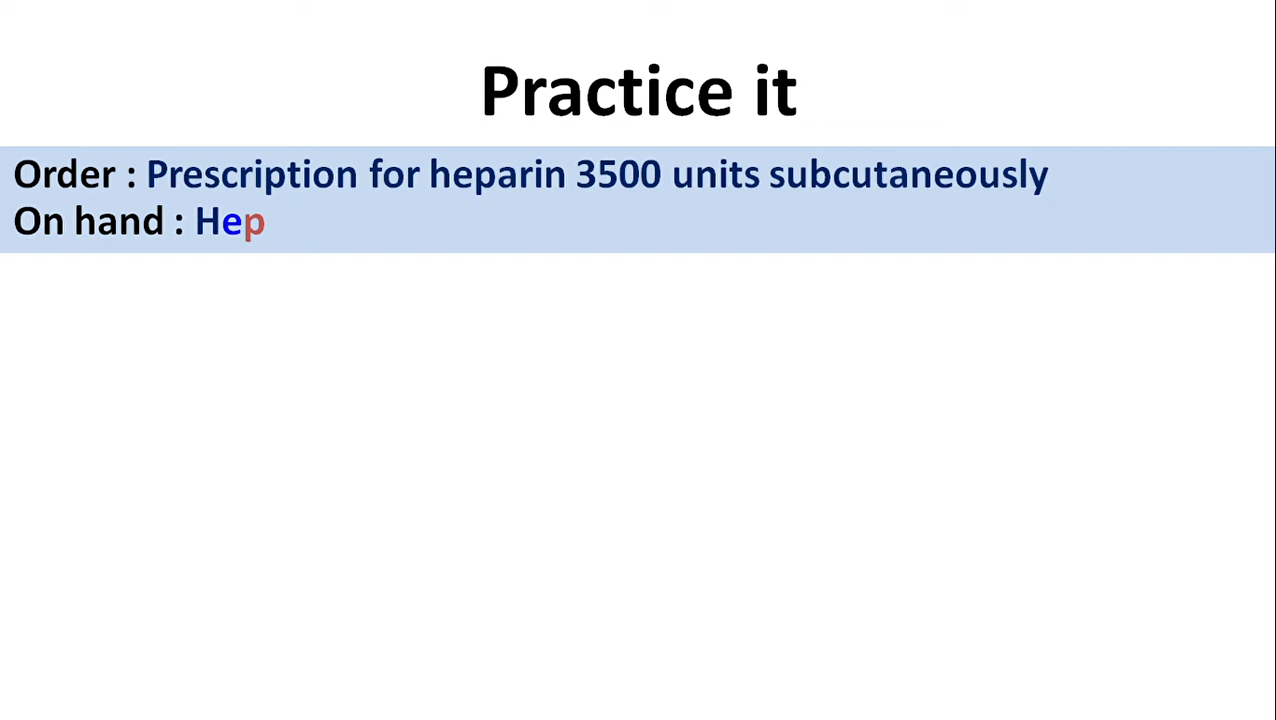 Practice it
Order : Prescription for heparin 3500 units subcutaneously
On hand : Hep